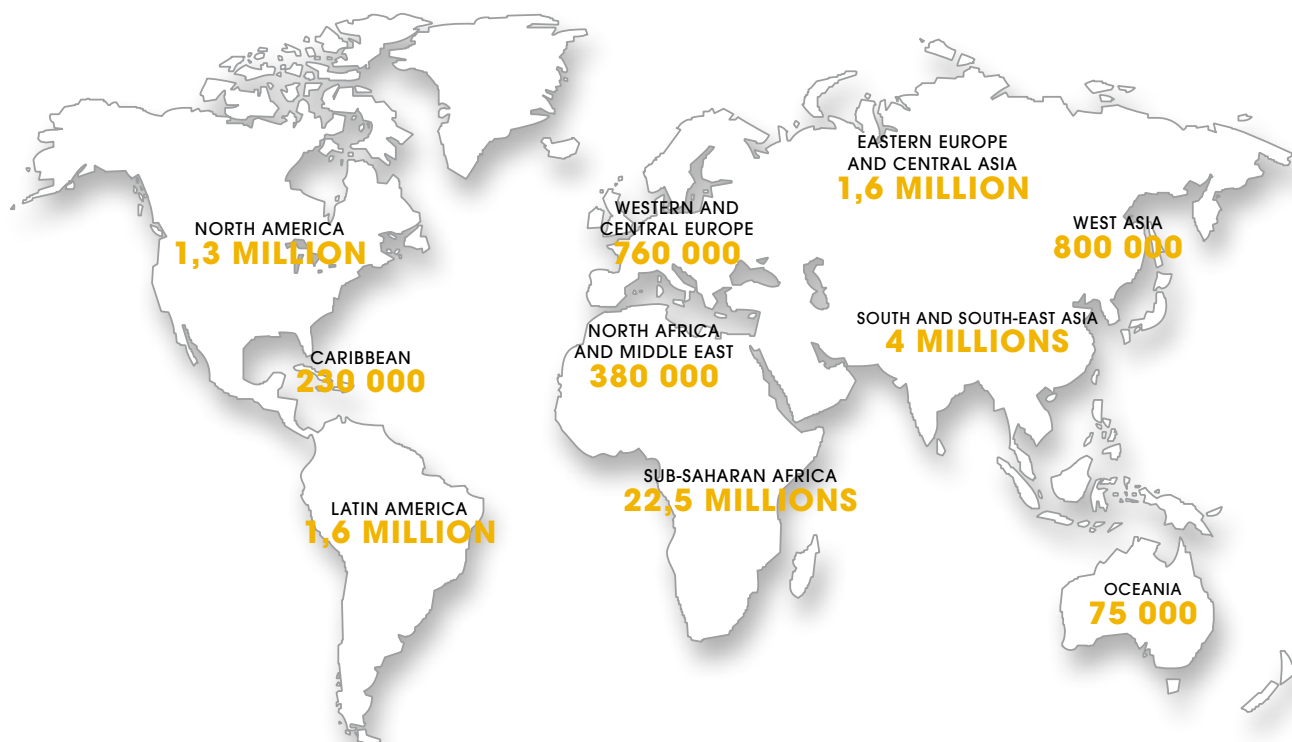 EASTERN EUROPE
AND CENTRAL ASIA
1,6 MILLION
WESTERN AND
CENTRAL EUROPE
760 000
WEST ASIA
800 000
NORTH AMERICA
1,3 MILLION
SOUTH AND SOUTH-EAST ASIA
4 MILLIONS
NORTH AFRICA
AND MIDDLE EAST
380 000
CARIBBEAN
230 000
SUB-SAHARAN AFRICA
22,5 MILLIONS
LATIN AMERICA
1,6 MILLION
OCEANIA
75 000